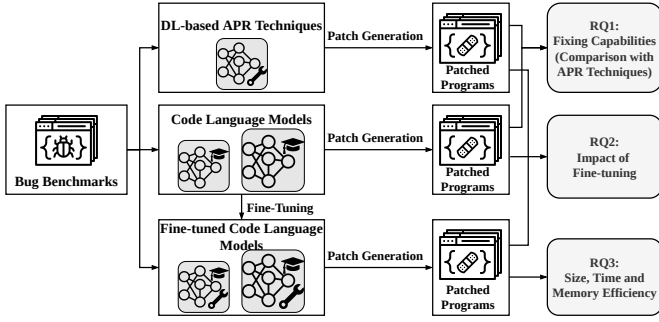 Bug Benchmarks
DL-based APR Techniques
Patch Generation
Patched
Programs
Code Language Models
Patch Generation
Patched
Programs
Fine-Tuning
Fine-tuned Code Language
Models
Patch Generation
Patched
Programs
RQ1:
Fixing Capabilities
(Comparison with
APR Techniques)
RQ2:
Impact of
Fine-tuning
RQ3:
Size, Time and
Memory Efficiency